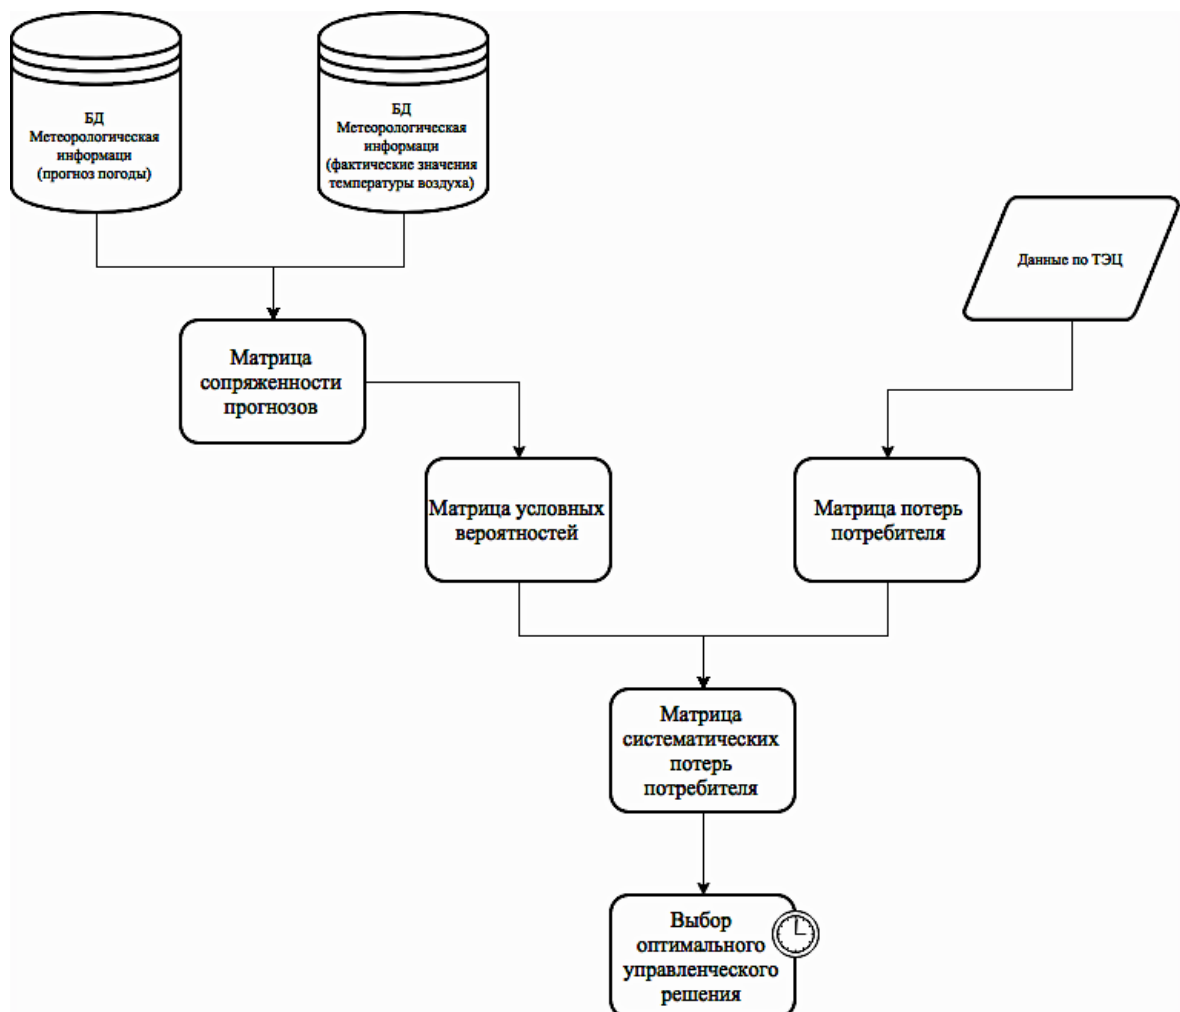 БД
Метеорологическая
информаци
(прогноз погоды)
БД
Метеорологическая
информаци
(фактические значения
температуры воздуха)
Данные по ТЭЦ
Матрица
сопряженности
прогнозов
Матрица условных
вероятностей
Матрица потерь
потребителя
Матрица
систематических
потерь
потребителя
Выбор
оптимального
управленческого
решения